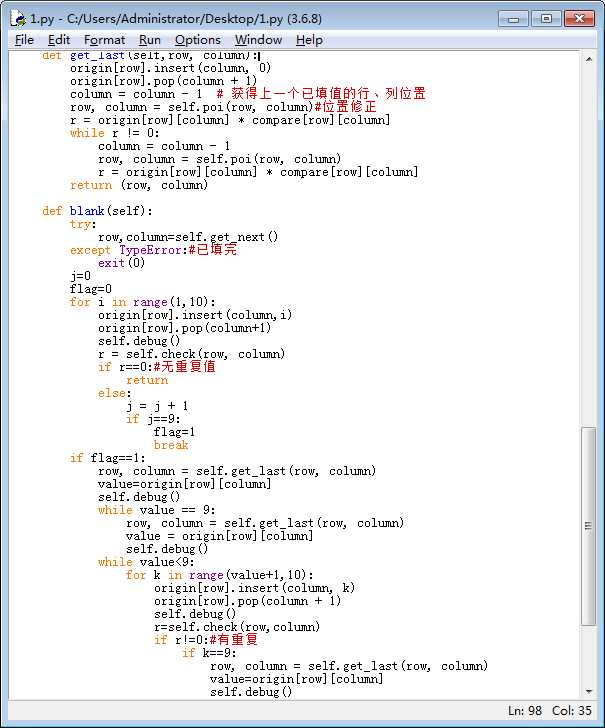 1.py - C:/Users/Administrator/Desktop/1.py (3.6.8)
File Edit Format Run Options Window Help
def get_last(self,row, column):
origin[row].insert(column, 0)
origin[row].pop(column + 1)
column = column - 1  # 获得上一个已填值的行、列位置
row, column = self.poi(row, column)#位置修正
r = origin[row][column] * compare[row][column]
while r != 0:
column = column - 1
row, column = self.poi(row, column)
r = origin[row][column] * compare[row][column]
return (row, column)
def blank(self):
try:
row,column=self.get_next()
except TypeError:#已填完
exit(0)
j=0
flag=0
for i in range(1,10):
origin[row].insert(column,i)
origin[row].pop(column+1)
self.debug()
r = self.check(row, column)
if r==0:#无重复值
return
else:
j = j + 1
if j==9:
flag=1
break
if flag==1:
row, column = self.get_last(row, column)
value=origin[row][column]
self.debug()
while value == 9:
row, column = self.get_last(row, column)
value = origin[row][column]
self.debug()
while value<9:
for k in range(value+1,10):
origin[row].insert(column, k)
origin[row].pop(column + 1)
self.debug()
r=self.check(row,column)
if r!=0:#有重复
if k==9:
row, column = self.get_last(row, column)
value=origin[row][column]
self.debug()
Ln: 98 Col: 35